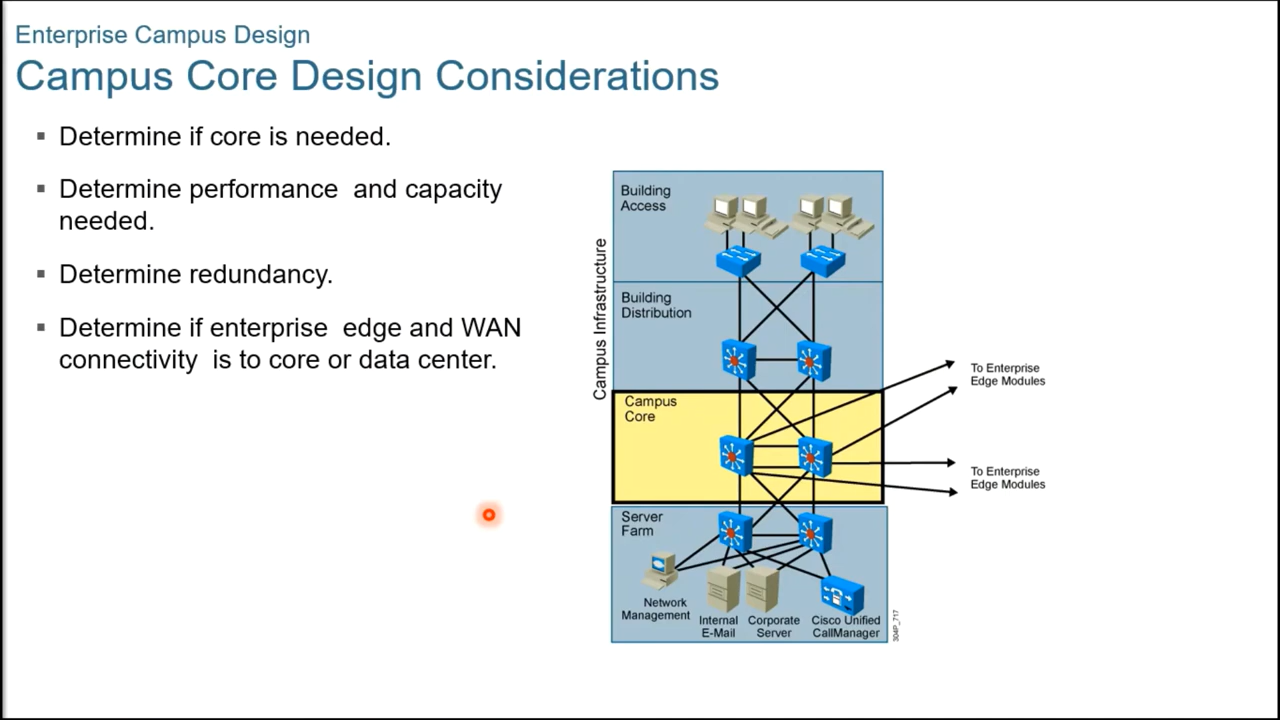 Enterprise Campus Design
Campus Core Design Considerations
Determine if core is needed.
Determine performance and capacity
needed.
Determine redundancy.
Determine if enterprise edge and WAN
connectivity is to core or data center.
Campus Infrastructure
Building
Access
Building
Distribution
Campus
Core
To Enterprise
Edge Modules
To Enterprise
Edge Modules
Server
Farm
Network
Management
Internal
E-Mail
Corporate
Server
Cisco Unified
CallManager
304P_717